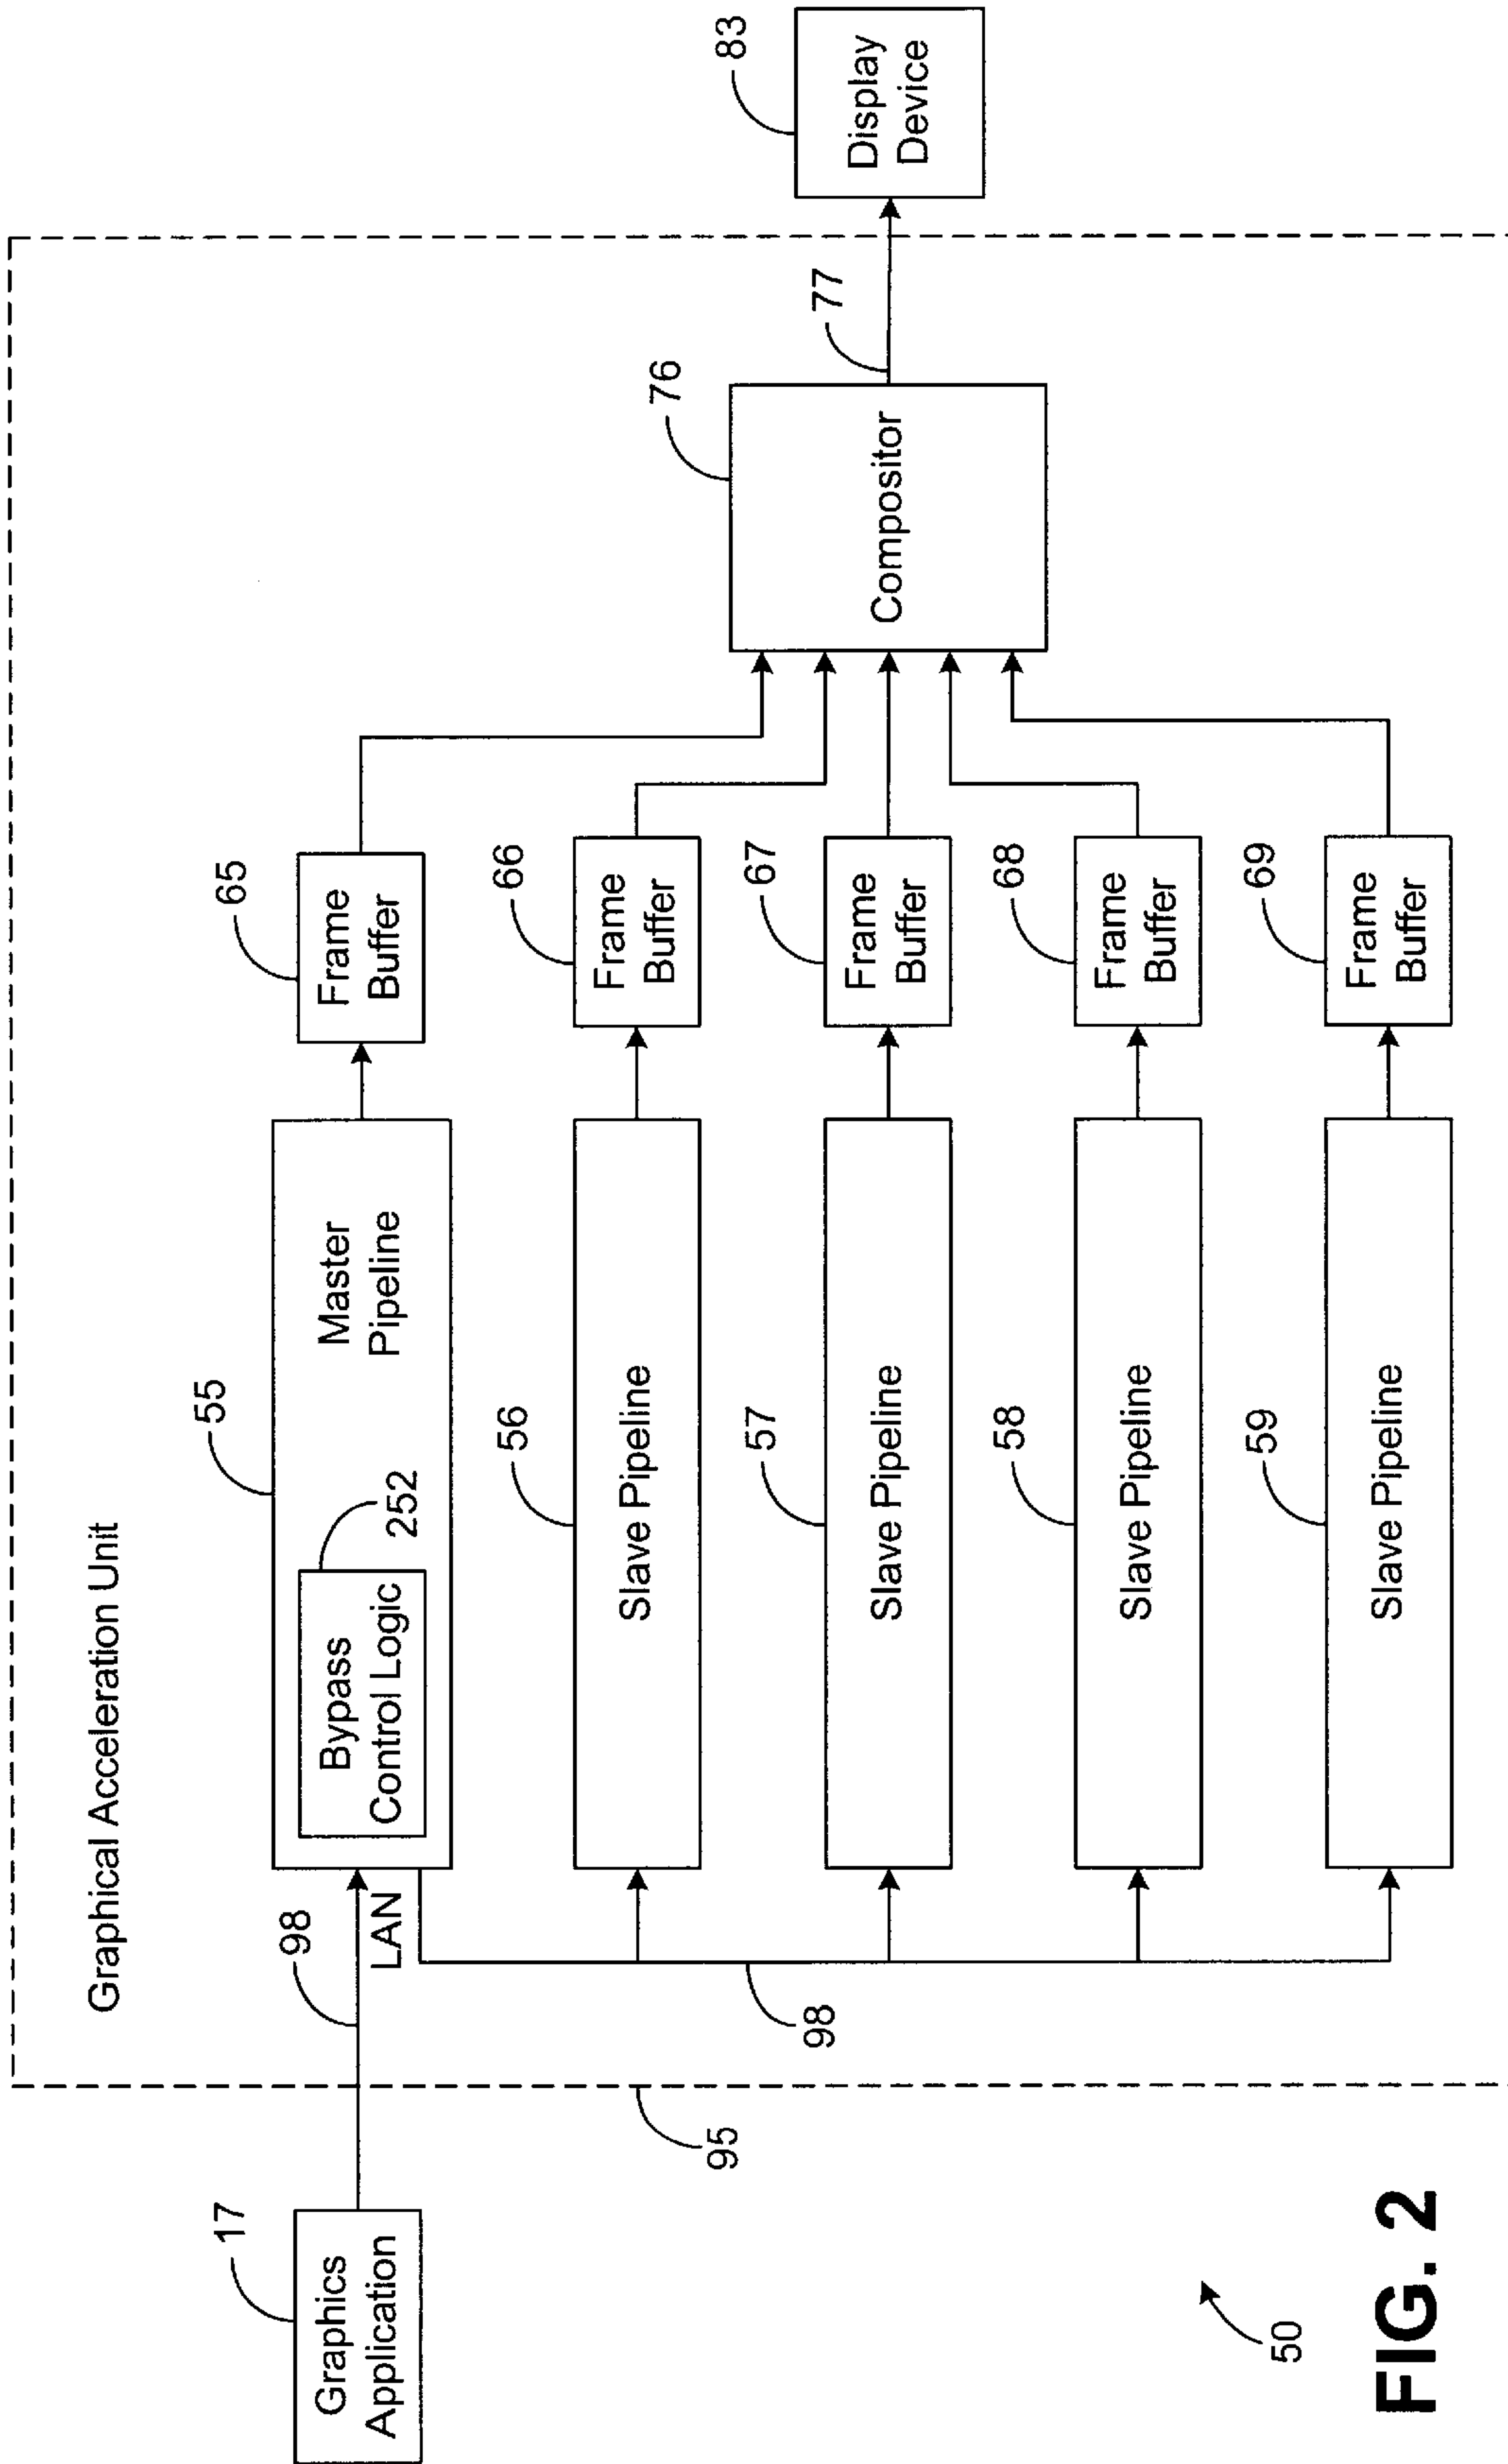 Graphical Acceleration Unit
17
Graphics
Application
98
LAN
55
252
Bypass
Control Logic
Master
Pipeline
65
Frame
Buffer
56
Slave Pipeline
66
Frame
Buffer
57
Slave Pipeline
67
Frame
Buffer
58
Slave Pipeline
68
Frame
Buffer
59
Slave Pipeline
69
Frame
Buffer
98
95
76
Compositor
77
83
Display
Device
50
FIG. 2